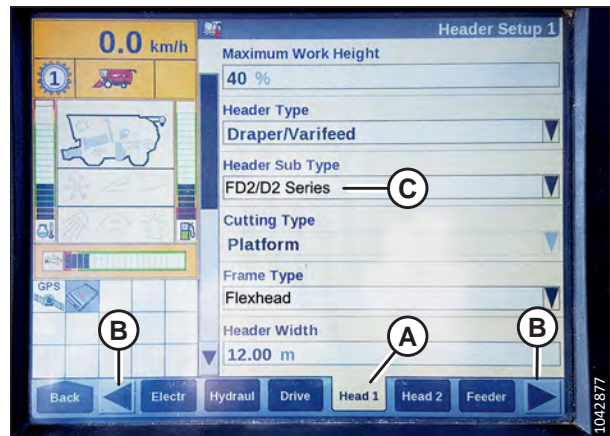 0.0 km/h
Header Setup 1
1
Maximum Work Height
40 %
Header Type
Draper/Varifeed
Header Sub Type
FD2/D2 Series
C
Cutting Type
Platform
Frame Type
Flexhead
GPS
Header Width
12.00 m
B
A
B
Back
Electr
Hydraul
Drive
Head 1
Head 2
Feeder
1042877